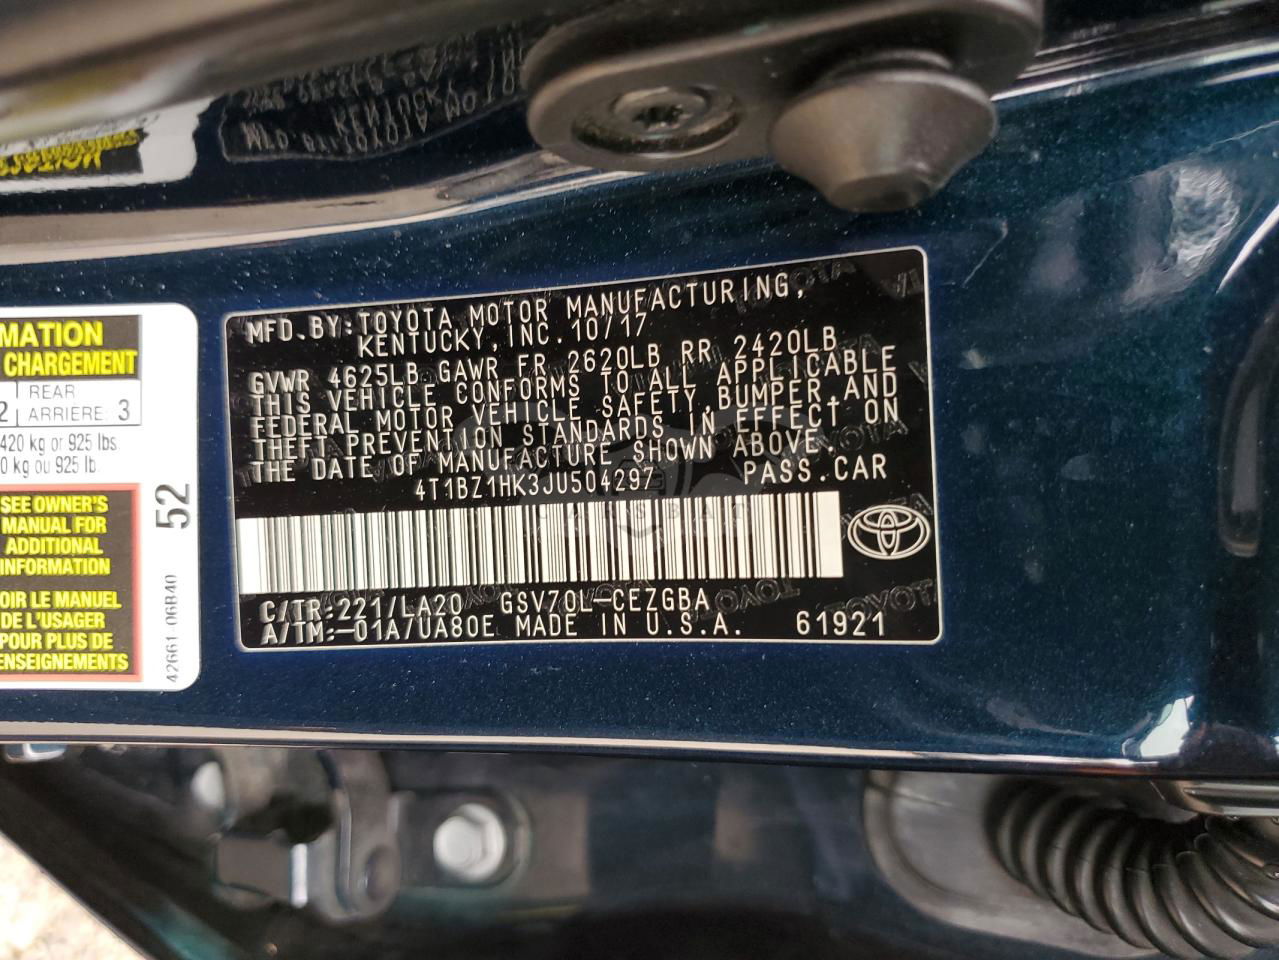 MFD.BY:TOYOTA MOTOR MANUFACTURING,
KENTUCKY,INC.10/17
GVWR 4625LB GAWR FR 2620LB RR 2420LB
THIS VEHICLE CONFORMS TO ALL APPLICABLE
FEDERAL MOTOR VEHICLE SAFETY,BUMPER,AND
THEFT PREVENTION STANDARDS IN EFFECT ON
THE DATE OF MANUFACTURE SHOWN ABOVE.
4T1BZ1HK3JU504297 PASS.CAR
C/TR:221/LA20 GSV70L-CEZGBA
A/TM:-01A/UA80E MADE IN U.S.A. 61921
MATION
CHARGEMENT
2 REAR
ARRIERE: 3
420 kg or 925 lbs.
0 kg ou 925 lb.
SEE OWNER'S
MANUAL FOR
ADDITIONAL
INFORMATION
OIR LE MANUEL
DE L'USAGER
POUR PLUS DE
ENSEIGNEMENTS
52
42661-06B40